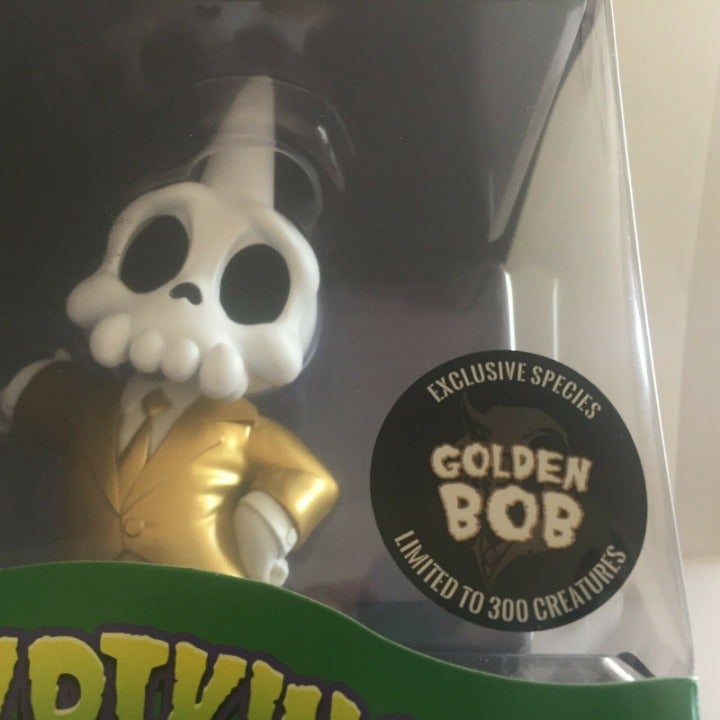 EXCLUSIVE SPECIES
GOLDEN
BOB
LIMITED TO 300 CREATURES